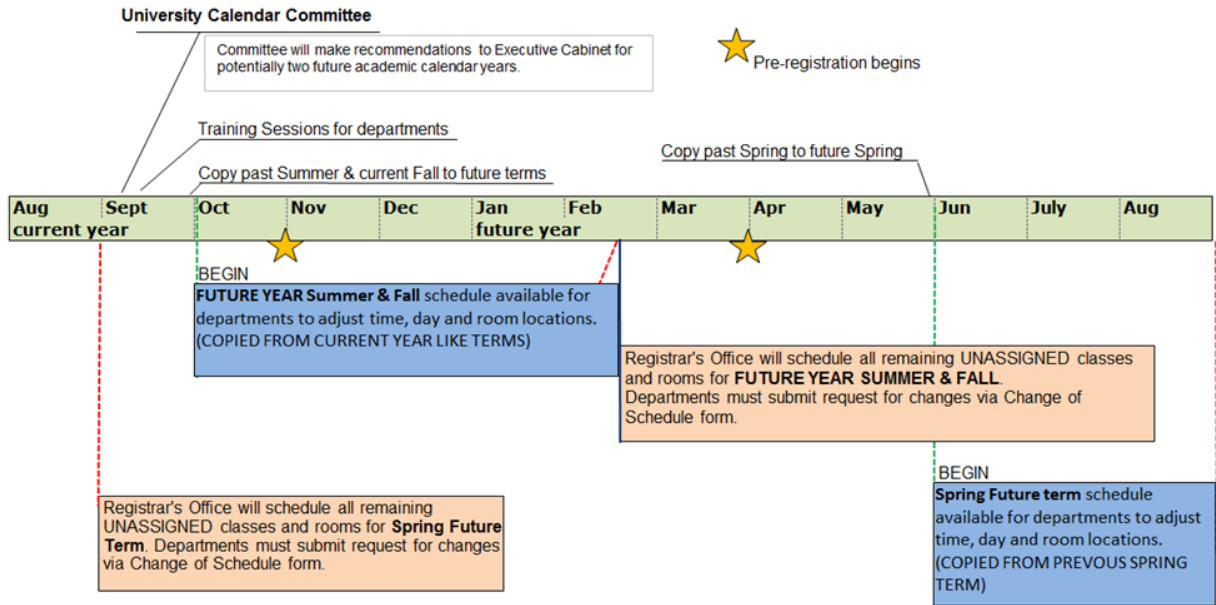 University Calendar Committee
Committee will make recommendations to Executive Cabinet for
potentially two future academic calendar years.
Pre-registration begins
Training Sessions for departments
Copy past Spring to future Spring
Copy past Summer & current Fall to future terms
Aug Sept Oct Nov Dec Jan Feb Mar Apr May Jun July Aug
current year future year
BEGIN
FUTURE YEAR Summer & Fall schedule available for
departments to adjust time, day and room locations.
(COPIED FROM CURRENT YEAR LIKE TERMS)
Registrar's Office will schedule all remaining UNASSIGNED classes
and rooms for FUTURE YEAR SUMMER & FALL.
Departments must submit request for changes via Change of
Schedule form.
Registrar's Office will schedule all remaining
UNASSIGNED classes and rooms for Spring Future
Term. Departments must submit request for changes
via Change of Schedule form.
BEGIN
Spring Future term schedule
available for departments to adjust
time, day and room locations.
(COPIED FROM PREVOUS SPRING
TERM)